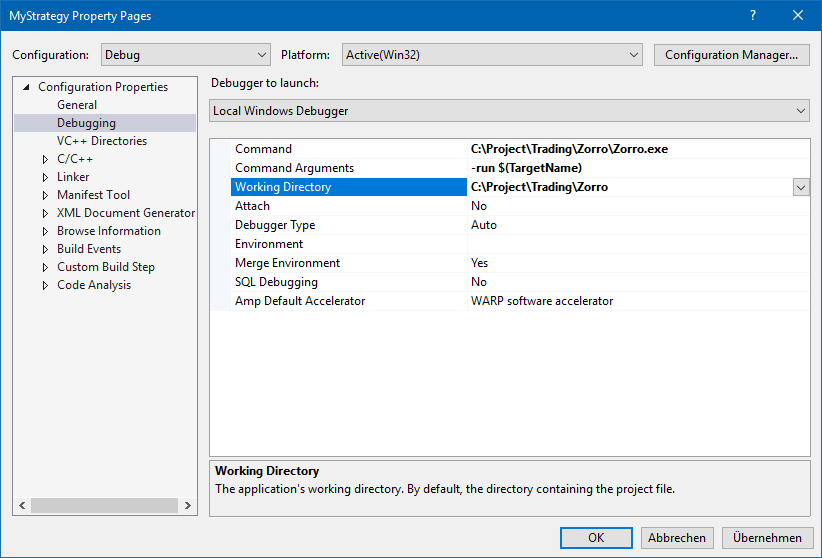 MyStrategy Property Pages
?
Configuration: Debug Platform: Active(Win32) Configuration Manager...
Configuration Properties
General
Debugging
VC++ Directories
C/C++
Linker
Manifest Tool
XML Document Generator
Browse Information
Build Events
Custom Build Step
Code Analysis
Debugger to launch:
Local Windows Debugger
Command C:\Project\Trading\Zorro\Zorro.exe
Command Arguments -run $(TargetName)
Working Directory C:\Project\Trading\Zorro
Attach No
Debugger Type Auto
Environment
Merge Environment Yes
SQL Debugging No
Amp Default Accelerator WARP software accelerator
Working Directory
The application's working directory. By default, the directory containing the project file.
OK Abbrechen Übernehmen